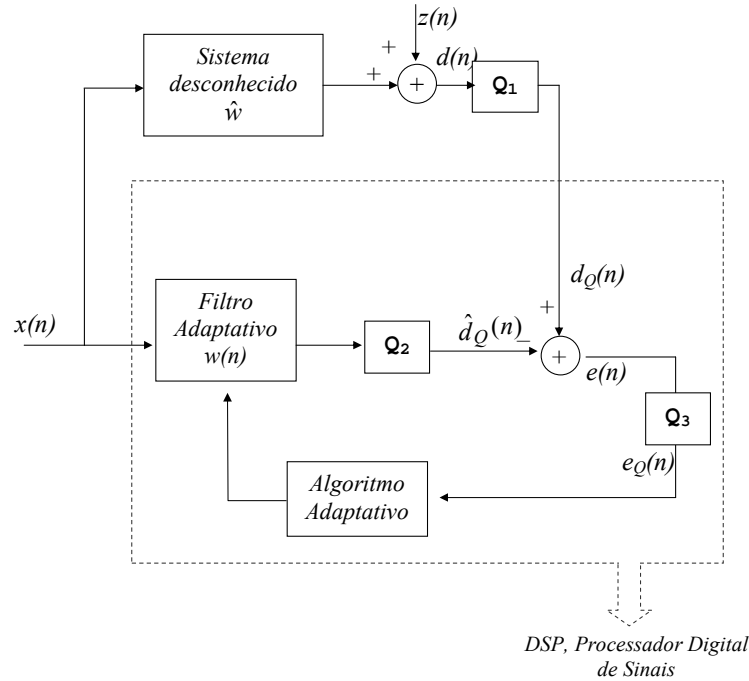 z(n)
Sistema
desconhecido
ŵ
+
+
+
d(n)
Q₁
d_Q(n)
x(n)
Filtro
Adaptativo
w(n)
Q₂
d̂_Q(n)
–
+
+
e(n)
Q₃
e_Q(n)
Algoritmo
Adaptativo
DSP, Processador Digital
de Sinais